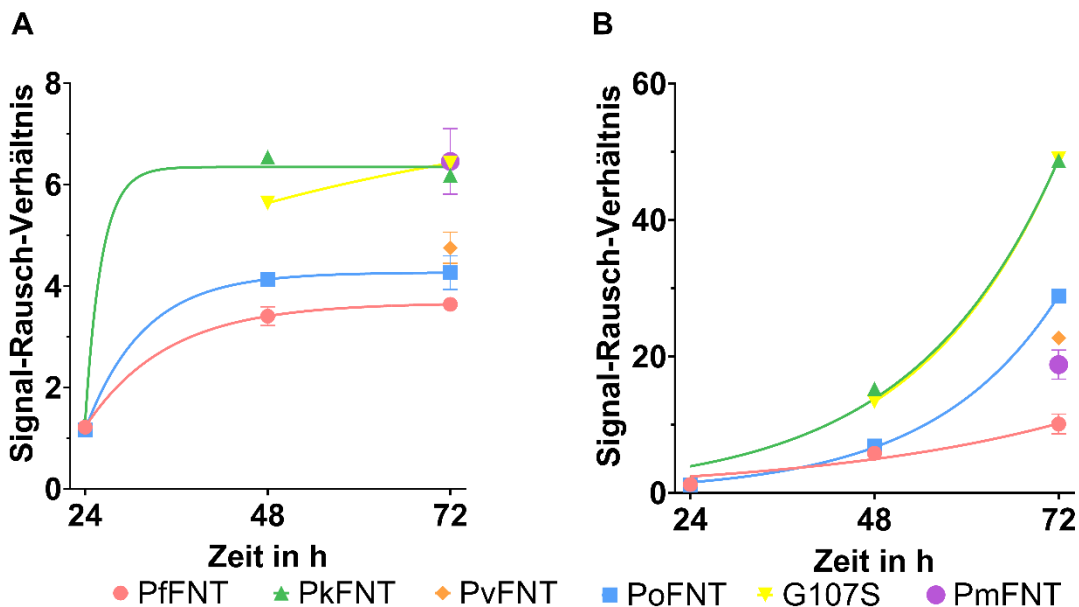 A
Signal-Rausch-Verhältnis
8
6
4
2
0
24 48 72
Zeit in h
B
Signal-Rausch-Verhältnis
60
40
20
0
24 48 72
Zeit in h
PfFNT PkFNT PvFNT PoFNT G107S PmFNT